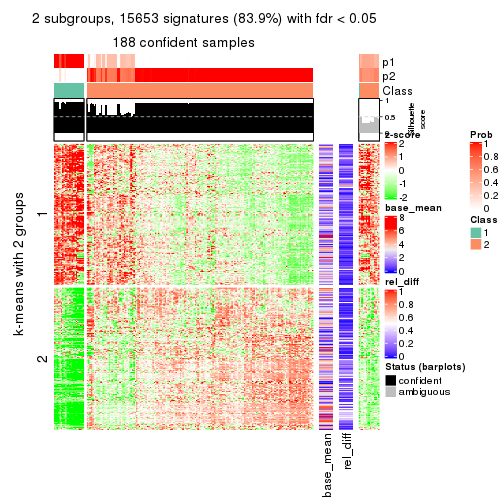 2 subgroups, 15653 signatures (83.9%) with fdr < 0.05
188 confident samples
p1
p2
Class
1
0.5
0
Silhouette
score
k-means with 2 groups
1
2
base_mean
rel_diff
z-score
2
1
0
-1
-2
base_mean
8
6
4
2
0
rel_diff
1
0.8
0.6
0.4
0.2
0
Status (barplots)
confident
ambiguous
Prob
1
0.8
0.6
0.4
0.2
0
Class
1
2